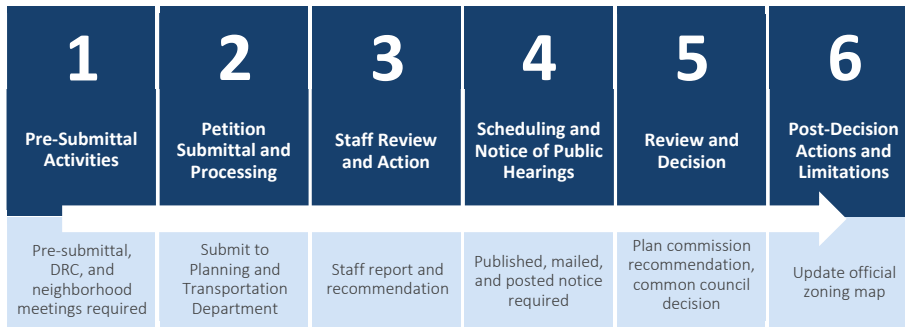 1
Pre-Submittal
Activities
Pre-submittal,
DRC, and
neighborhood
meetings required
2
Petition
Submittal and
Processing
Submit to
Planning and
Transportation
Department
3
Staff Review
and Action
Staff report and
recommendation
4
Scheduling and
Notice of Public
Hearings
Published, mailed,
and posted notice
required
5
Review and
Decision
Plan commission
recommendation,
common council
decision
6
Post-Decision
Actions and
Limitations
Update official
zoning map